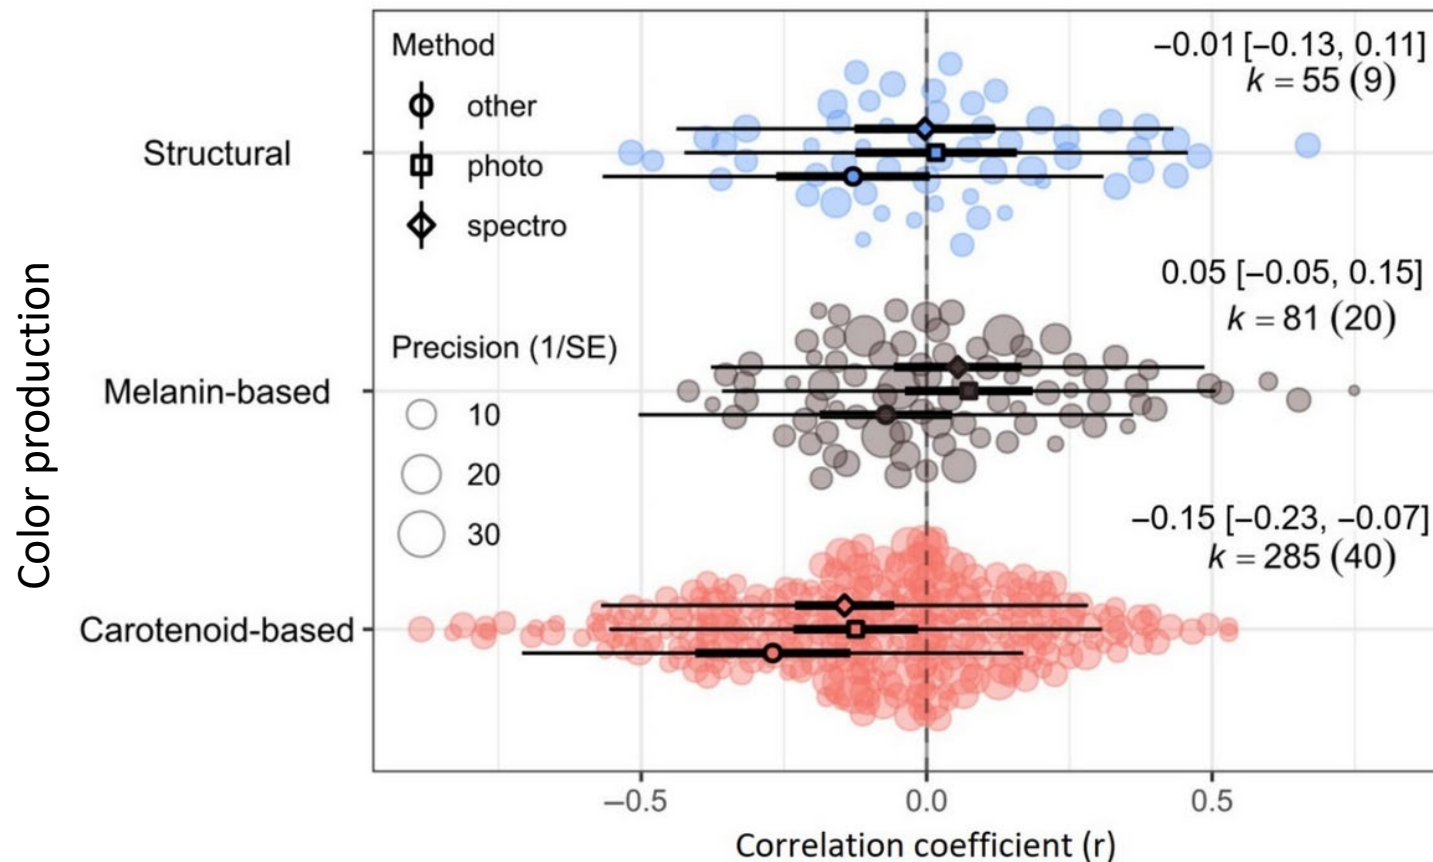 Method
other
photo
spectro
Precision (1/SE)
10
20
30
−0.01 [−0.13, 0.11]
k = 55 (9)
0.05 [−0.05, 0.15]
k = 81 (20)
−0.15 [−0.23, −0.07]
k = 285 (40)
Color production
Structural
Melanin-based
Carotenoid-based
−0.5
0.0
0.5
Correlation coefficient (r)